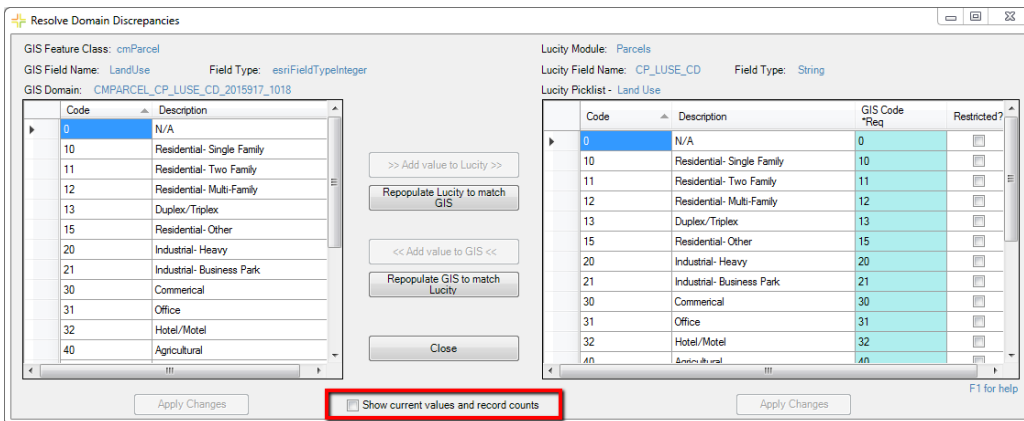 Resolve Domain Discrepancies
GIS Feature Class: cmParcel
GIS Field Name: LandUse Field Type: esriFieldTypeInteger
GIS Domain: CMPARCEL_CP_LUSE_CD_2015917_1018
Code Description
0 N/A
10 Residential- Single Family
11 Residential- Two Family
12 Residential- Multi-Family
13 Duplex/Triplex
15 Residential- Other
20 Industrial- Heavy
21 Industrial- Business Park
30 Commerical
31 Office
32 Hotel/Motel
40 Agricultural
>> Add value to Lucity >>
Repopulate Lucity to match
GIS
<< Add value to GIS <<
Repopulate GIS to match
Lucity
Close
Lucity Module: Parcels
Lucity Field Name: CP_LUSE_CD Field Type: String
Lucity Picklist - Land Use
Code Description GIS Code
*Req Restricted?
0 N/A 0
10 Residential- Single Family 10
11 Residential- Two Family 11
12 Residential- Multi-Family 12
13 Duplex/Triplex 13
15 Residential- Other 15
20 Industrial- Heavy 20
21 Industrial- Business Park 21
30 Commerical 30
31 Office 31
32 Hotel/Motel 32
40 Agricultural 40
F1 for help
Apply Changes
Show current values and record counts
Apply Changes